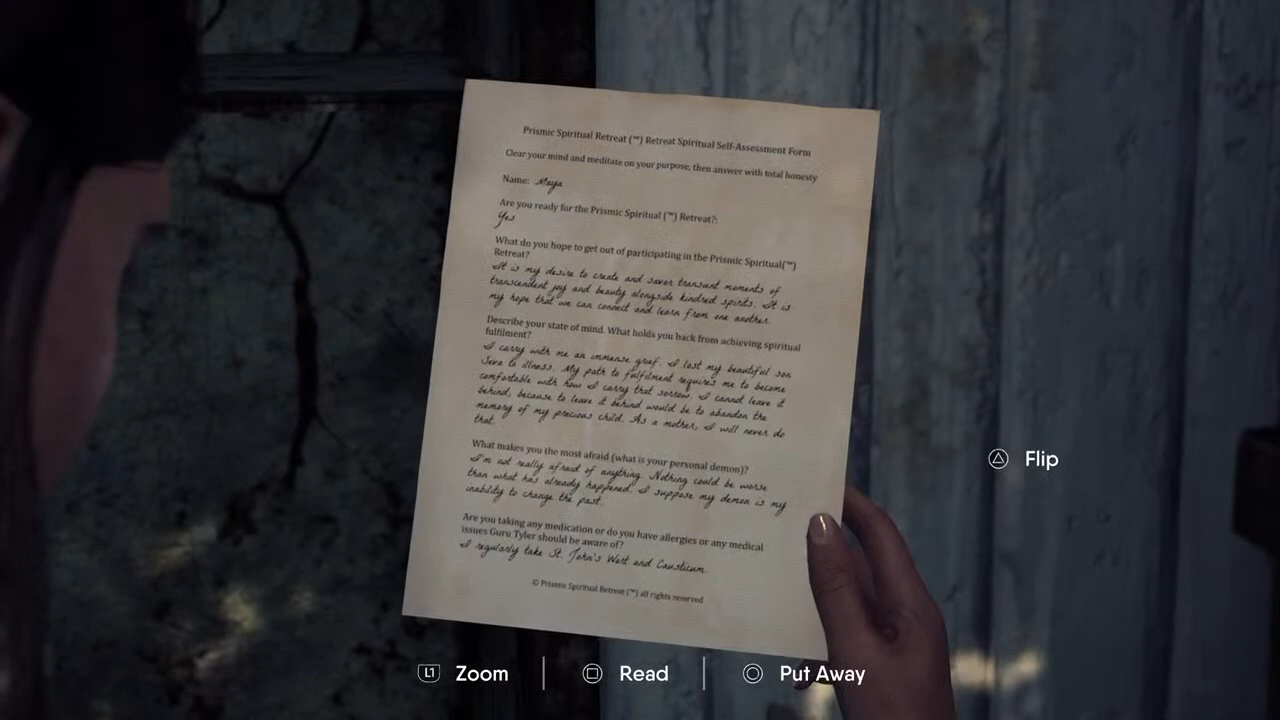 Prismic Spiritual Retreat (™) Retreat Spiritual Self-Assessment Form
Clear your mind and meditate on your purpose, then answer with total honesty
Name: Maya
Are you ready for the Prismic Spiritual (™) Retreat?:
Yes
What do you hope to get out of participating in the Prismic Spiritual(™)
Retreat?
It is my desire to create and savor transient moments of
transcendent joy and beauty alongside kindred spirits. It is
my hope that we can connect and learn from one another
Describe your state of mind. What holds you back from achieving spiritual
fulfilment?
I carry with me an immense grief. I lost my beautiful son
Seva to illness. My path to fulfilment requires me to become
comfortable with how I carry that sorrow. I cannot leave it
behind, because to leave it behind would be to abandon the
memory of my precious child. As a mother, I will never do
that.
What makes you the most afraid (what is your personal demon)?
I'm not really afraid of anything. Nothing could be worse
than what has already happened. I suppose my demon is my
inability to change the past.
Are you taking any medication or do you have allergies or any medical
issues Guru Tyler should be aware of?
I regularly take St. John's Wort and Causticum
© Prismic Spiritual Retreat (™) all rights reserved
Flip
L1 Zoom
Read
Put Away